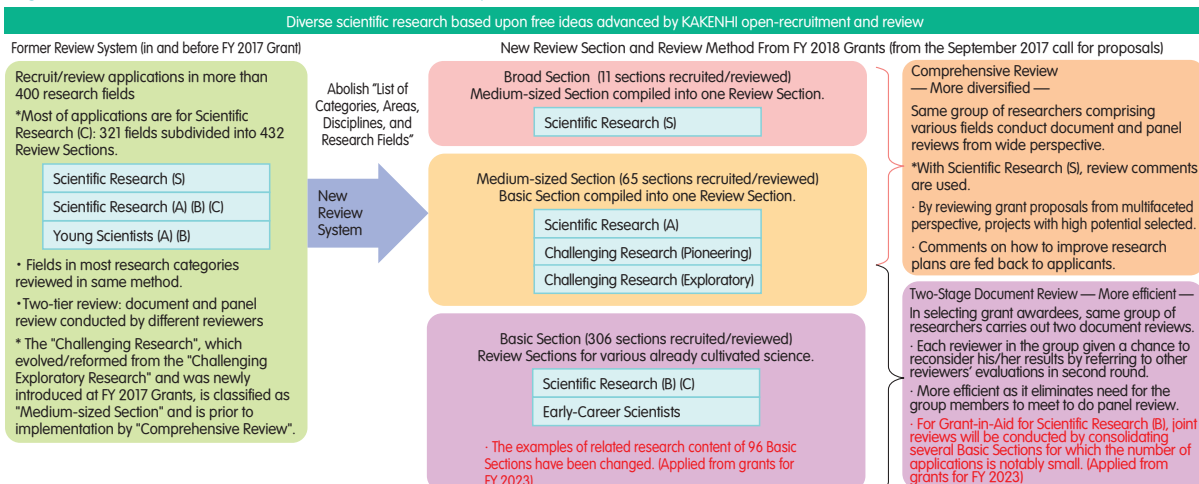 Diverse scientific research based upon free ideas advanced by KAKENHI open-recruitment and review
Former Review System (in and before FY 2017 Grant)
New Review Section and Review Method From FY 2018 Grants (from the September 2017 call for proposals)
Recruit/review applications in more than
400 research fields
*Most of applications are for Scientific
Research (C): 321 fields subdivided into 432
Review Sections.
Scientific Research (S)
Scientific Research (A) (B) (C)
Young Scientists (A) (B)
・Fields in most research categories
reviewed in same method.
・Two-tier review: document and panel
review conducted by different reviewers
* The "Challenging Research", which
evolved/reformed from the "Challenging
Exploratory Research" and was newly
introduced at FY 2017 Grants, is classified as
"Medium-sized Section" and is prior to
implementation by "Comprehensive Review".
Abolish "List of
Categories, Areas,
Disciplines, and
Research Fields"
New
Review
System
Broad Section (11 sections recruited/reviewed)
Medium-sized Section compiled into one Review Section.
Scientific Research (S)
Medium-sized Section (65 sections recruited/reviewed)
Basic Section compiled into one Review Section.
Scientific Research (A)
Challenging Research (Pioneering)
Challenging Research (Exploratory)
Basic Section (306 sections recruited/reviewed)
Review Sections for various already cultivated science.
Scientific Research (B) (C)
Early-Career Scientists
・The examples of related research content of 96 Basic
Sections have been changed. (Applied from grants for
FY 2023)
Comprehensive Review
— More diversified —
Same group of researchers comprising
various fields conduct document and panel
reviews from wide perspective.
*With Scientific Research (S), review comments
are used.
・By reviewing grant proposals from multifaceted
perspective, projects with high potential selected.
・Comments on how to improve research
plans are fed back to applicants.
Two-Stage Document Review — More efficient —
In selecting grant awardees, same group of
researchers carries out two document reviews.
・Each reviewer in the group given a chance to
reconsider his/her results by referring to other
reviewers' evaluations in second round.
・More efficient as it eliminates need for the
group members to meet to do panel review.
・For Grant-in-Aid for Scientific Research (B), joint
reviews will be conducted by consolidating
several Basic Sections for which the number of
applications is notably small. (Applied from
grants for FY 2023)